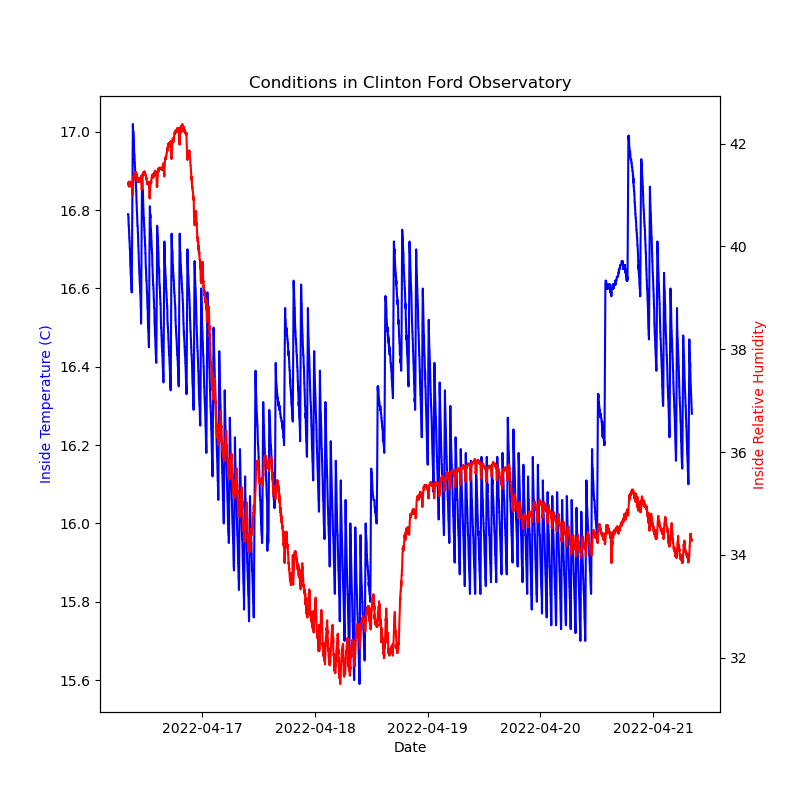 Conditions in Clinton Ford Observatory
17.0
16.8
16.6
16.4
16.2
16.0
15.8
15.6
Inside Temperature (C)
42
40
38
36
34
32
Inside Relative Humidity
2022-04-17 2022-04-18 2022-04-19 2022-04-20 2022-04-21
Date